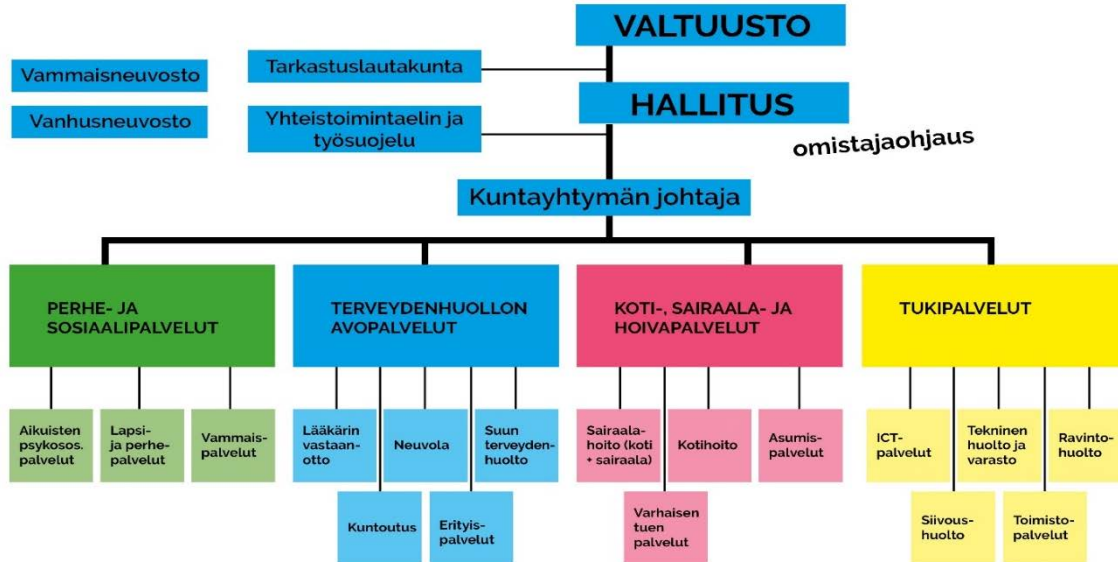 VALTUUSTO
Vammaisneuvosto
Tarkastuslautakunta
HALLITUS
Vanhusneuvosto
Yhteistoimintaelin ja
työsuojelu
omistajaohjaus
Kuntayhtymän johtaja
PERHE- JA
SOSIAALIPALVELUT
TERVEYDENHUOLLON
AVOPALVELUT
KOTI-, SAIRAALA- JA
HOIVAPALVELUT
TUKIPALVELUT
Aikuisten
psykosos.
palvelut
Lapsi-
ja perhe-
palvelut
Vammais-
palvelut
Lääkärin
vastaan-
otto
Neuvola
Suun
terveyden-
huolto
Kuntoutus
Erityis-
palvelut
Sairaala-
hoito (koti
+ sairaala)
Kotihoito
Asumis-
palvelut
Varhaisen
tuen
palvelut
ICT-
palvelut
Tekninen
huolto ja
varasto
Ravinto-
huolto
Siivous-
huolto
Toimisto-
palvelut